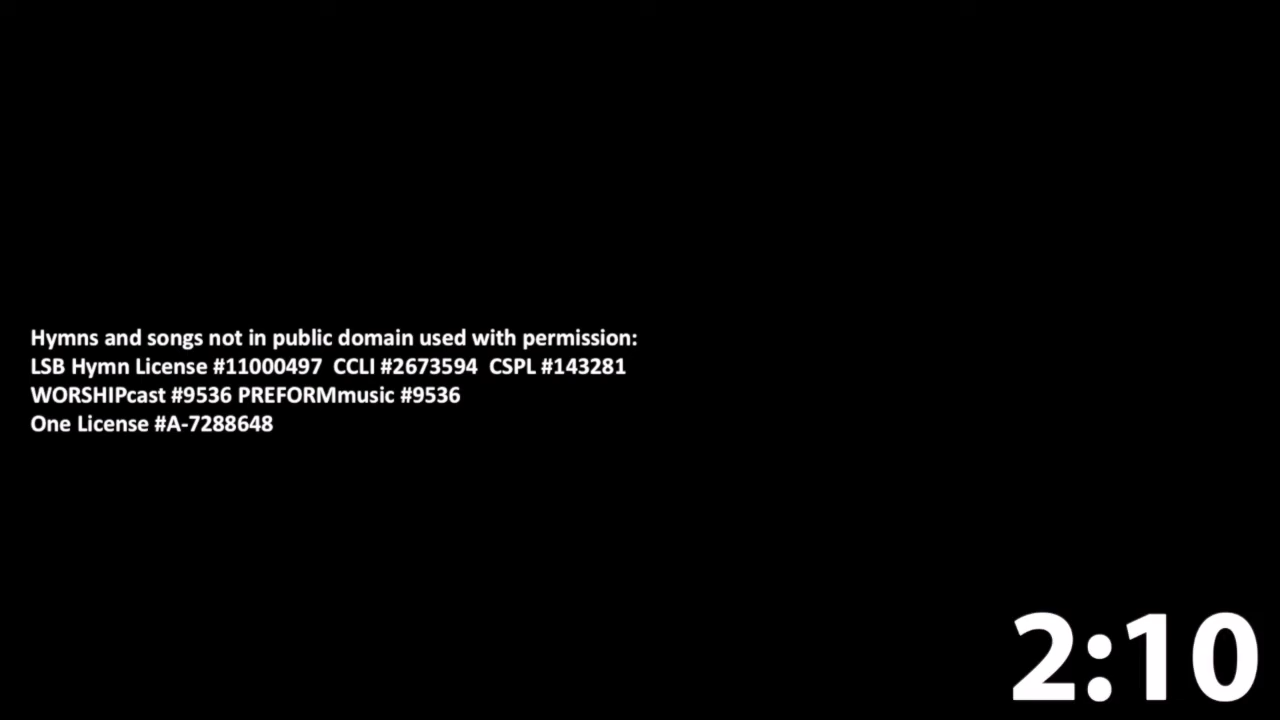 Hymns and songs not in public domain used with permission:
LSB Hymn License #11000497  CCLI #2673594  CSPL #143281
WORSHIPcast #9536 PREFORMmusic #9536
One License #A-7288648
2:10